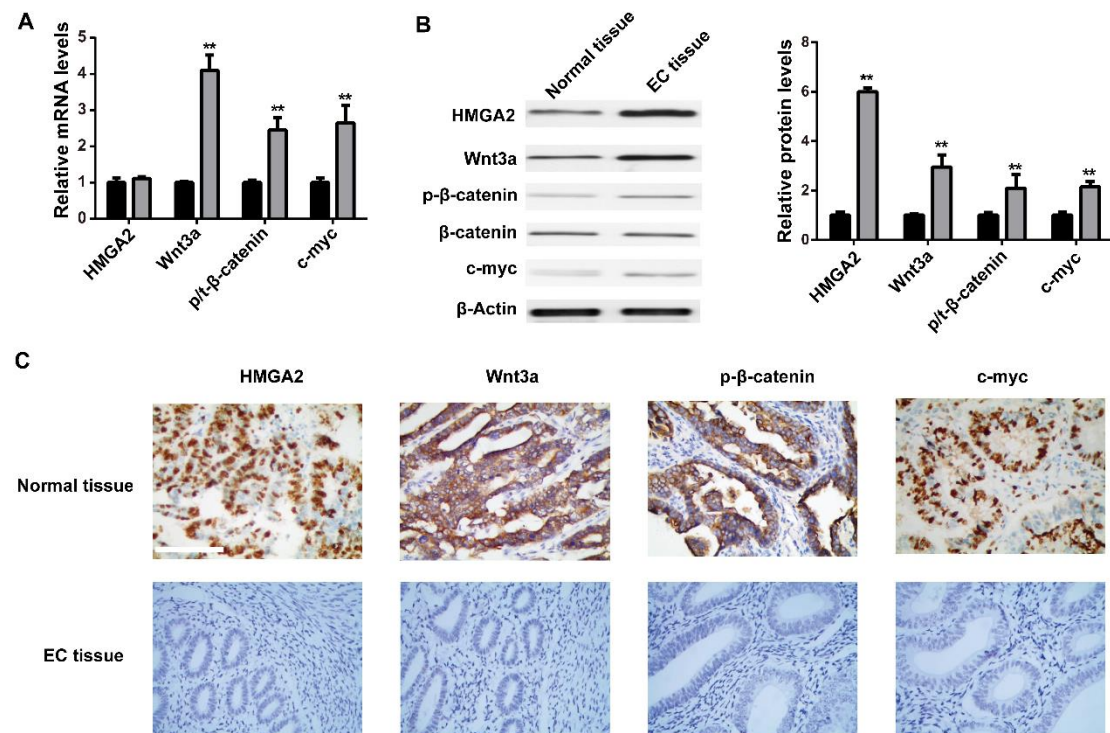 A
Relative mRNA levels
5
4
3
2
1
0
**
**
**
HMGA2
Wnt3a
p/t-β-catenin
c-myc
B
Normal tissue
EC tissue
HMGA2
Wnt3a
p-β-catenin
β-catenin
c-myc
β-Actin
Relative protein levels
8
6
4
2
0
**
**
**
**
HMGA2
Wnt3a
p/t-β-catenin
c-myc
C
HMGA2
Wnt3a
p-β-catenin
c-myc
Normal tissue
EC tissue